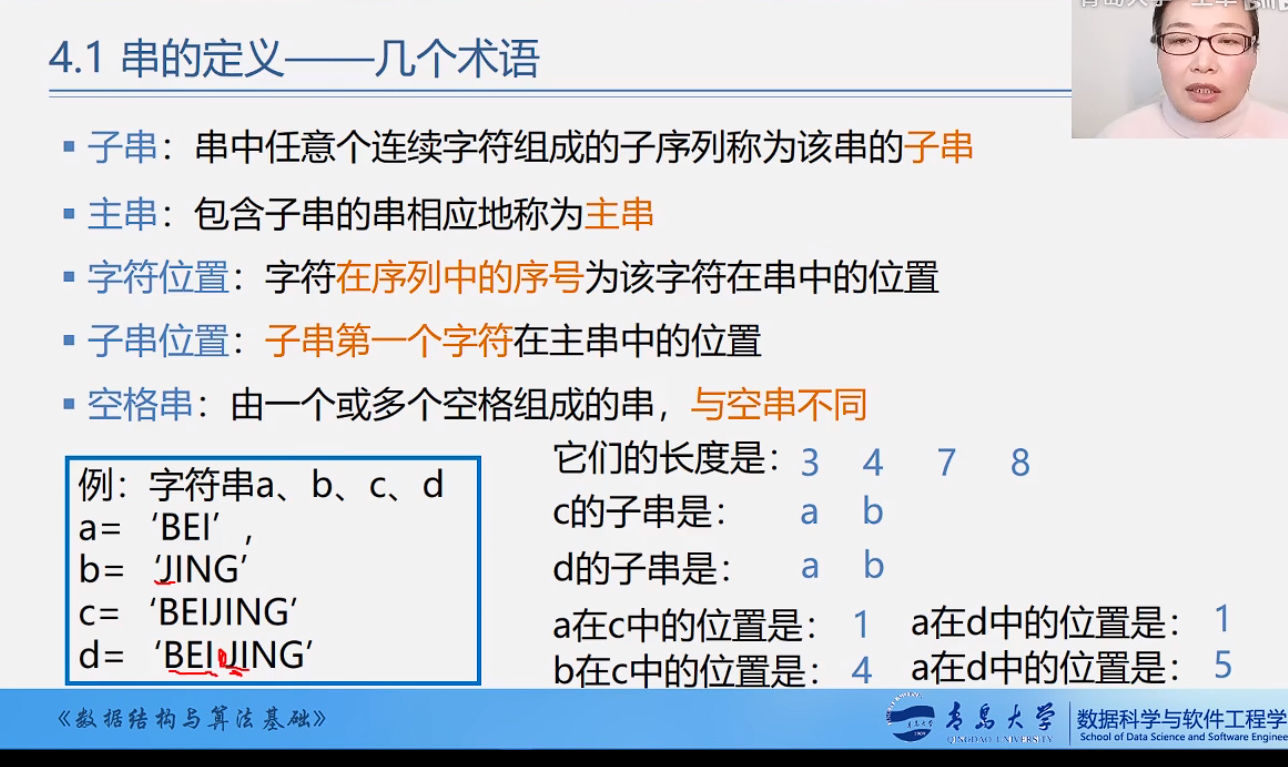 4.1 串的定义——几个术语
▪ 子串：串中任意个连续字符组成的子序列称为该串的子串
▪ 主串：包含子串的串相应地称为主串
▪ 字符位置：字符在序列中的序号为该字符在串中的位置
▪ 子串位置：子串第一个字符在主串中的位置
▪ 空格串：由一个或多个空格组成的串，与空串不同
例：字符串a、b、c、d
a= ‘BEI’，
b= ‘JING’
c= ‘BEIJING’
d= ‘BEI JING’
它们的长度是： 3 4 7 8
c的子串是： a b
d的子串是： a b
a在c中的位置是： 1 a在d中的位置是： 1
b在c中的位置是： 4 a在d中的位置是： 5
《数据结构与算法基础》
青岛大学
QINGDAO UNIVERSITY
数据科学与软件工程学
School of Data Science and Software Enginee